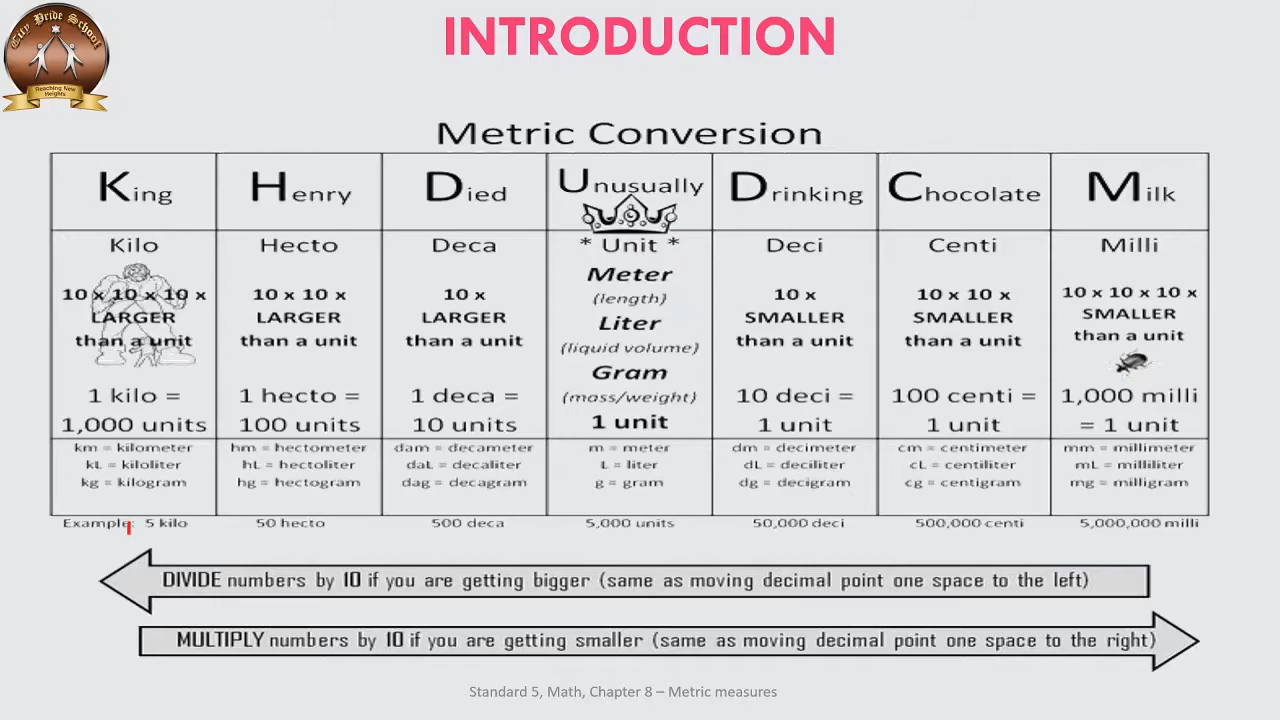 City Pride School
Reaching New
Heights
INTRODUCTION
Metric Conversion
King
Henry
Died
Unusually
Drinking
Chocolate
Milk
Kilo
10 x 10 x 10 x
LARGER
than a unit
1 kilo =
1,000 units
km = kilometer
kL = kiloliter
kg = kilogram
Hecto
10 x 10 x
LARGER
than a unit
1 hecto =
100 units
hm = hectometer
hL = hectoliter
hg = hectogram
Deca
10 x
LARGER
than a unit
1 deca =
10 units
dam = decameter
daL = decaliter
dag = decagram
* Unit *
Meter
(length)
Liter
(liquid volume)
Gram
(mass/weight)
1 unit
m = meter
L = liter
g = gram
Deci
10 x
SMALLER
than a unit
10 deci =
1 unit
dm = decimeter
dL = deciliter
dg = decigram
Centi
10 x 10 x
SMALLER
than a unit
100 centi =
1 unit
cm = centimeter
cL = centiliter
cg = centigram
Milli
10 x 10 x 10 x
SMALLER
than a unit
1,000 milli
= 1 unit
mm = millimeter
mL = milliliter
mg = milligram
Example: 5 kilo
50 hecto
500 deca
5,000 units
50,000 deci
500,000 centi
5,000,000 milli
DIVIDE numbers by 10 if you are getting bigger (same as moving decimal point one space to the left)
MULTIPLY numbers by 10 if you are getting smaller (same as moving decimal point one space to the right)
Standard 5, Math, Chapter 8 – Metric measures